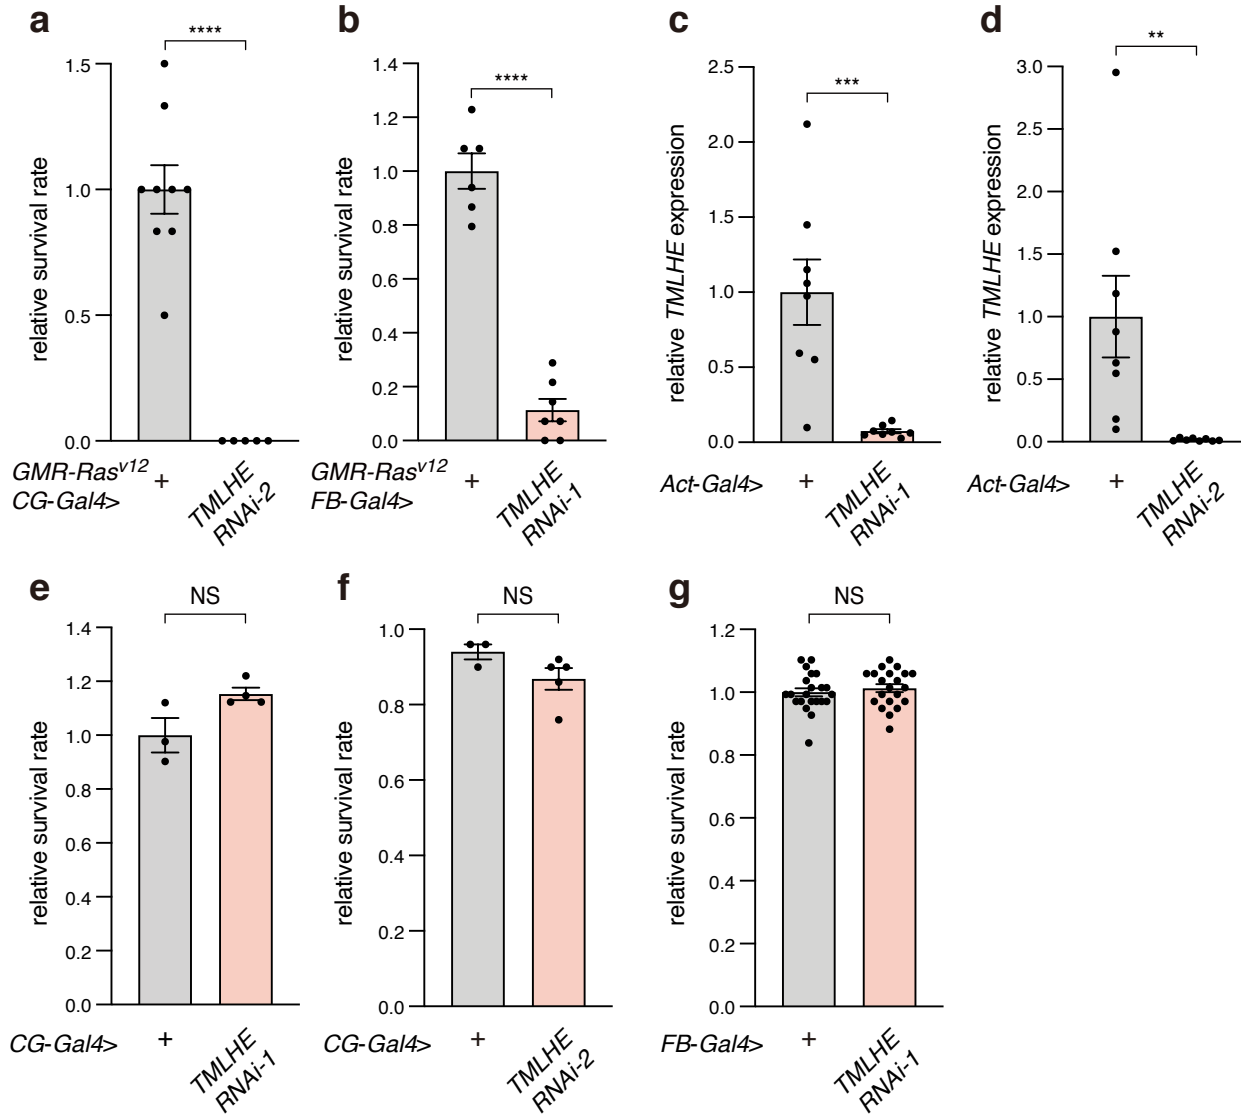 a
****
relative survival rate
1.5
1.0
0.5
0.0
GMR-Rasv12
CG-Gal4>
+
TMLHE
RNAi-2
b
****
relative survival rate
1.4
1.2
1.0
0.8
0.6
0.4
0.2
0.0
GMR-Rasv12
FB-Gal4>
+
TMLHE
RNAi-1
c
***
relative TMLHE expression
2.5
2.0
1.5
1.0
0.5
0.0
Act-Gal4>
+
TMLHE
RNAi-1
d
**
relative TMLHE expression
3.0
2.5
2.0
1.5
1.0
0.5
0.0
Act-Gal4>
+
TMLHE
RNAi-2
e
NS
relative survival rate
1.4
1.2
1.0
0.8
0.6
0.4
0.2
0.0
CG-Gal4>
+
TMLHE
RNAi-1
f
NS
relative survival rate
1.0
0.8
0.6
0.4
0.2
0.0
CG-Gal4>
+
TMLHE
RNAi-2
g
NS
relative survival rate
1.2
1.0
0.8
0.6
0.4
0.2
0.0
FB-Gal4>
+
TMLHE
RNAi-1